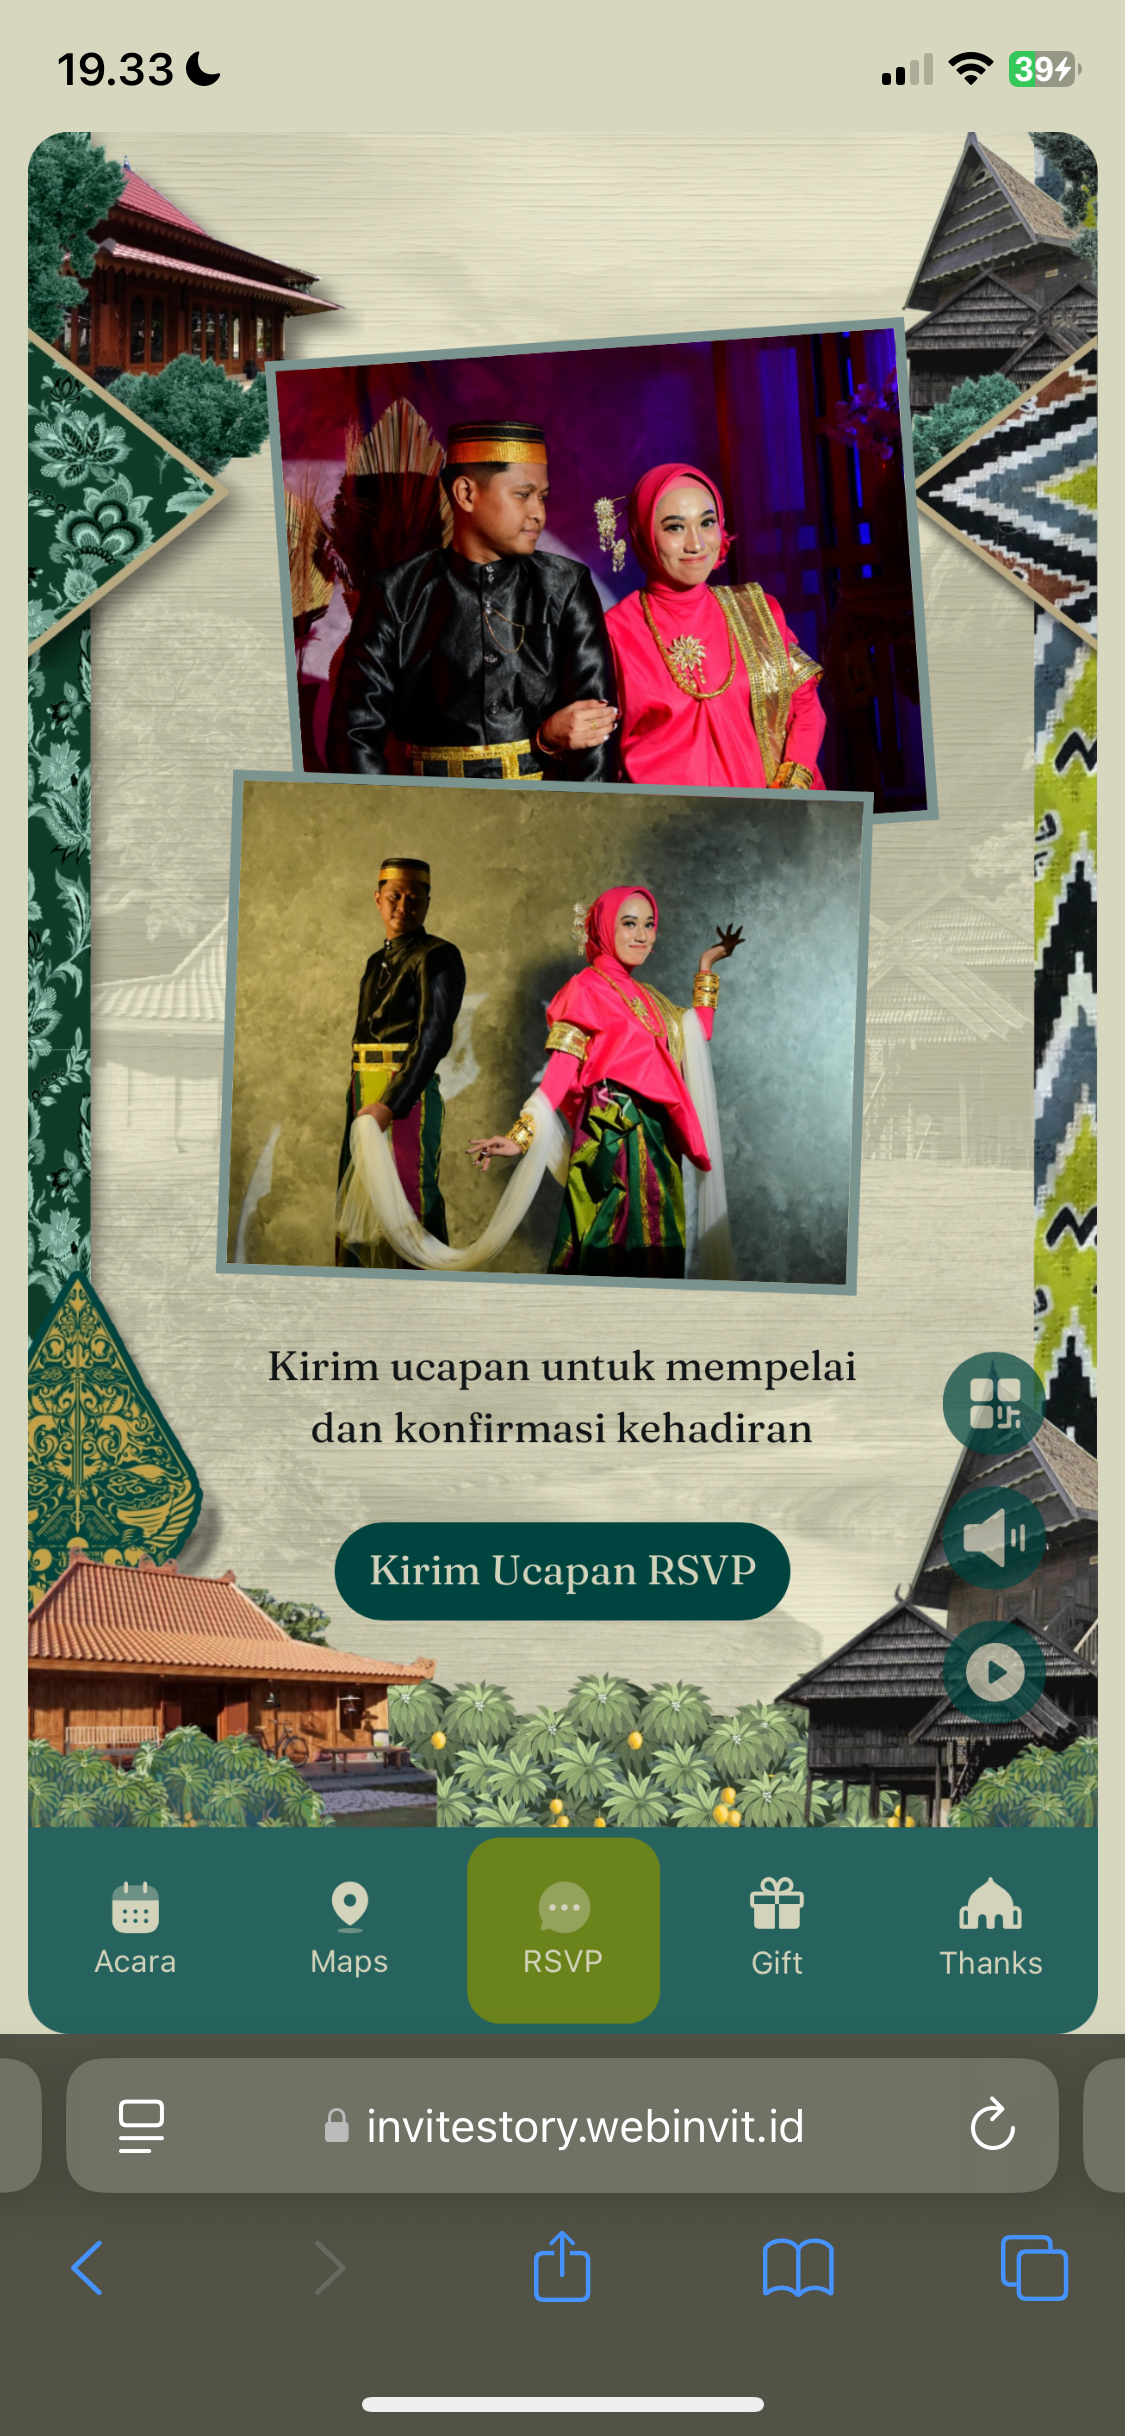 19.33
39
Kirim ucapan untuk mempelai
dan konfirmasi kehadiran
Kirim Ucapan RSVP
Acara
Maps
RSVP
Gift
Thanks
invitestory.webinvit.id